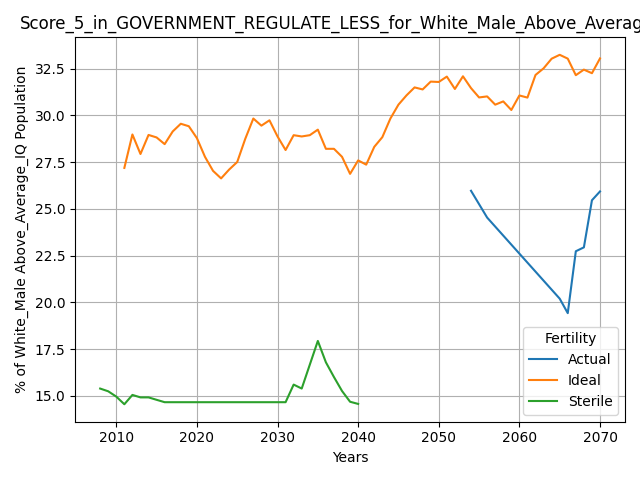 Score_5_in_GOVERNMENT_REGULATE_LESS_for_White_Male_Above_Average
% of White_Male Above_Average_IQ Population
32.5
30.0
27.5
25.0
22.5
20.0
17.5
15.0
Fertility
Actual
Ideal
Sterile
2010 2020 2030 2040 2050 2060 2070
Years